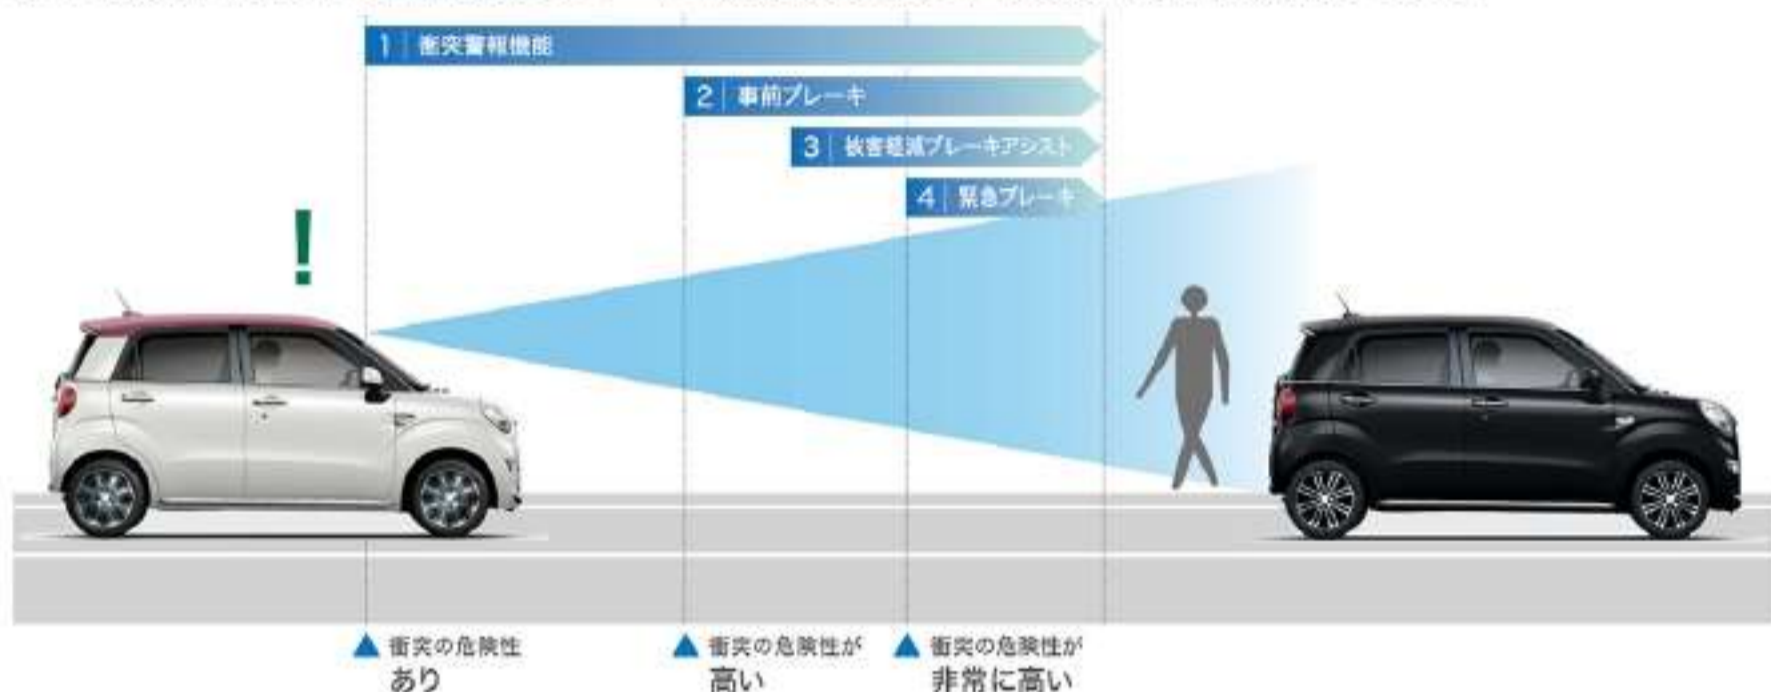 1 衝突警報機能
2 事前ブレーキ
3 被害軽減ブレーキアシスト
4 緊急ブレーキ
!
▲ 衝突の危険性
あり
▲ 衝突の危険性が
高い
▲ 衝突の危険性が
非常に高い